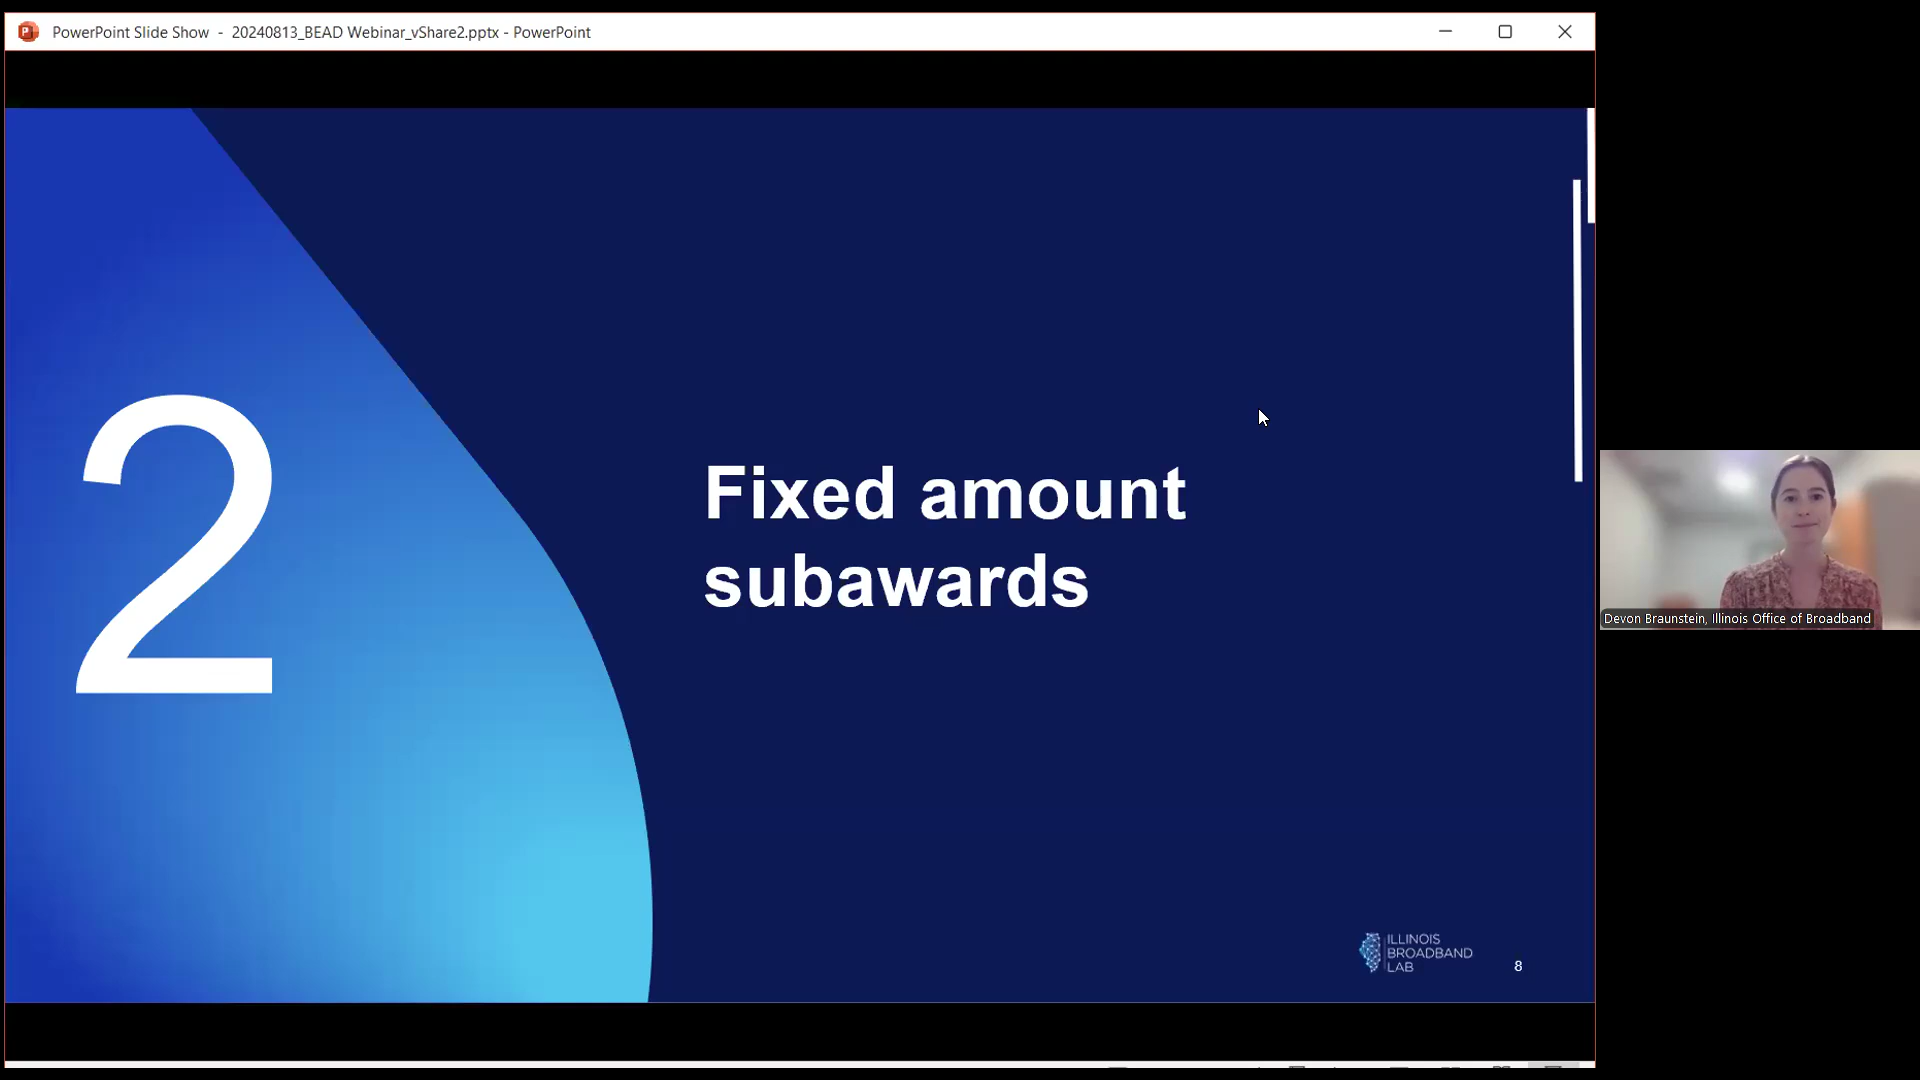 PowerPoint Slide Show - 20240813_BEAD Webinar_vShare2.pptx - PowerPoint
2
Fixed amount
subawards
Devon Braunstein, Illinois Office of Broadband
ILLINOIS
BROADBAND
LAB
8